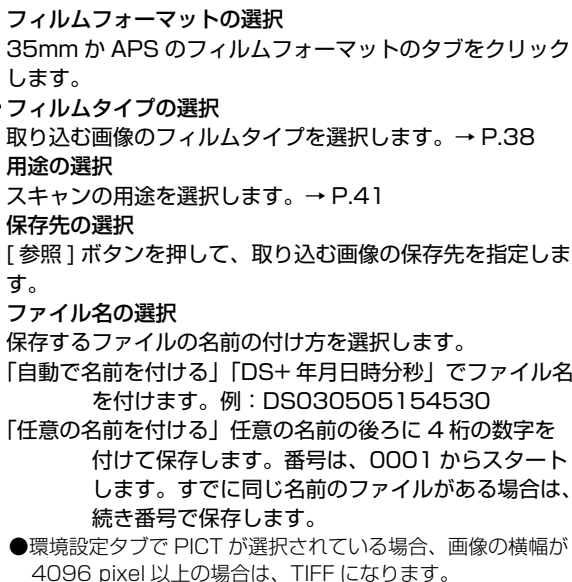 フィルムフォーマットの選択
35mm か APS のフィルムフォーマットのタブをクリック
します。
フィルムタイプの選択
取り込む画像のフィルムタイプを選択します。→ P.38
用途の選択
スキャンの用途を選択します。→ P.41
保存先の選択
[ 参照 ] ボタンを押して、取り込む画像の保存先を指定しま
す。
ファイル名の選択
保存するファイルの名前の付け方を選択します。
「自動で名前を付ける」「DS+ 年月日時分秒」でファイル名
を付けます。例：DS030505154530
「任意の名前を付ける」任意の名前の後ろに 4 桁の数字を
付けて保存します。番号は、0001 からスタート
します。すでに同じ名前のファイルがある場合は、
続き番号で保存します。
●環境設定タブで PICT が選択されている場合、画像の横幅が
4096 pixel 以上の場合は、TIFF になります。